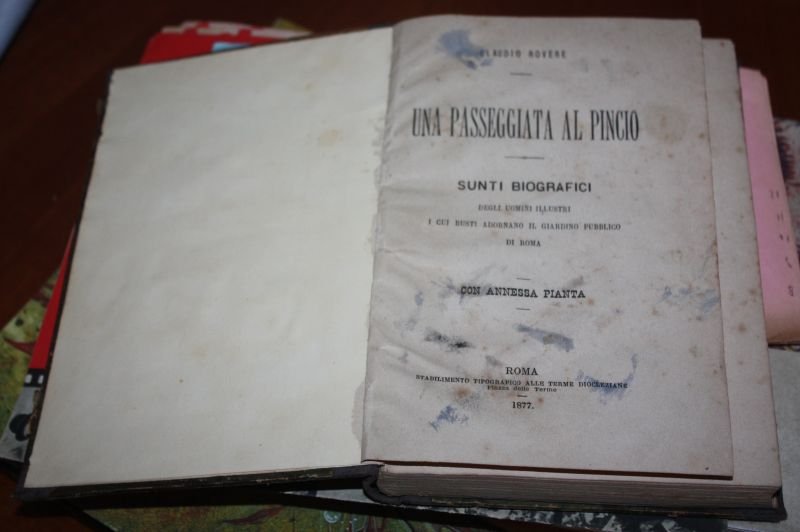 CLAUDIO ROVERE
UNA PASSEGGIATA AL PINCIO
SUNTI BIOGRAFICI
DEGLI UOMINI ILLUSTRI
I CUI BUSTI ADORNANO IL GIARDINO PUBBLICO
DI ROMA
CON ANNESSA PIANTA
ROMA
STABILIMENTO TIPOGRAFICO ALLE TERME DIOCLEZIANE
Piazza delle Terme
1877.